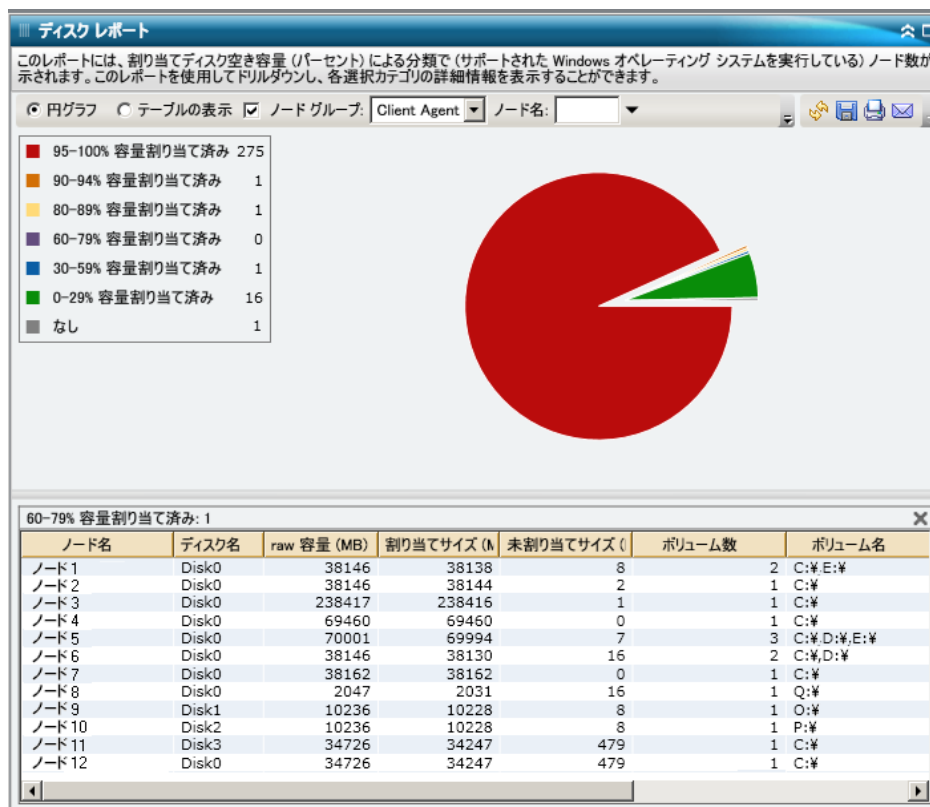 ディスク レポート
このレポートには、割り当てディスク空き容量 (パーセント) による分類で (サポートされた Windows オペレーティング システムを実行している) ノード数が
示されます。このレポートを使用してドリルダウンし、各選択カテゴリの詳細情報を表示することができます。
円グラフ テーブルの表示 ノード グループ: Client Agent ノード名:
95-100% 容量割り当て済み 275
90-94% 容量割り当て済み 1
80-89% 容量割り当て済み 1
60-79% 容量割り当て済み 0
30-59% 容量割り当て済み 1
0-29% 容量割り当て済み 16
なし 1
60-79% 容量割り当て済み: 1
ノード名 ディスク名 raw 容量 (MB) 割り当てサイズ (M 未割り当てサイズ ( ボリューム数 ボリューム名
ノード1 Disk0 38146 38138 8 2 C:¥,E:¥
ノード2 Disk0 38146 38144 2 1 C:¥
ノード3 Disk0 238417 238416 1 1 C:¥
ノード4 Disk0 69460 69460 0 1 C:¥
ノード5 Disk0 70001 69994 7 3 C:¥,D:¥,E:¥
ノード6 Disk0 38146 38130 16 2 C:¥,D:¥
ノード7 Disk0 38162 38162 0 1 C:¥
ノード8 Disk0 2047 2031 16 1 Q:¥
ノード9 Disk1 10236 10228 8 1 O:¥
ノード10 Disk2 10236 10228 8 1 P:¥
ノード11 Disk3 34726 34247 479 1 C:¥
ノード12 Disk0 34726 34247 479 1 C:¥